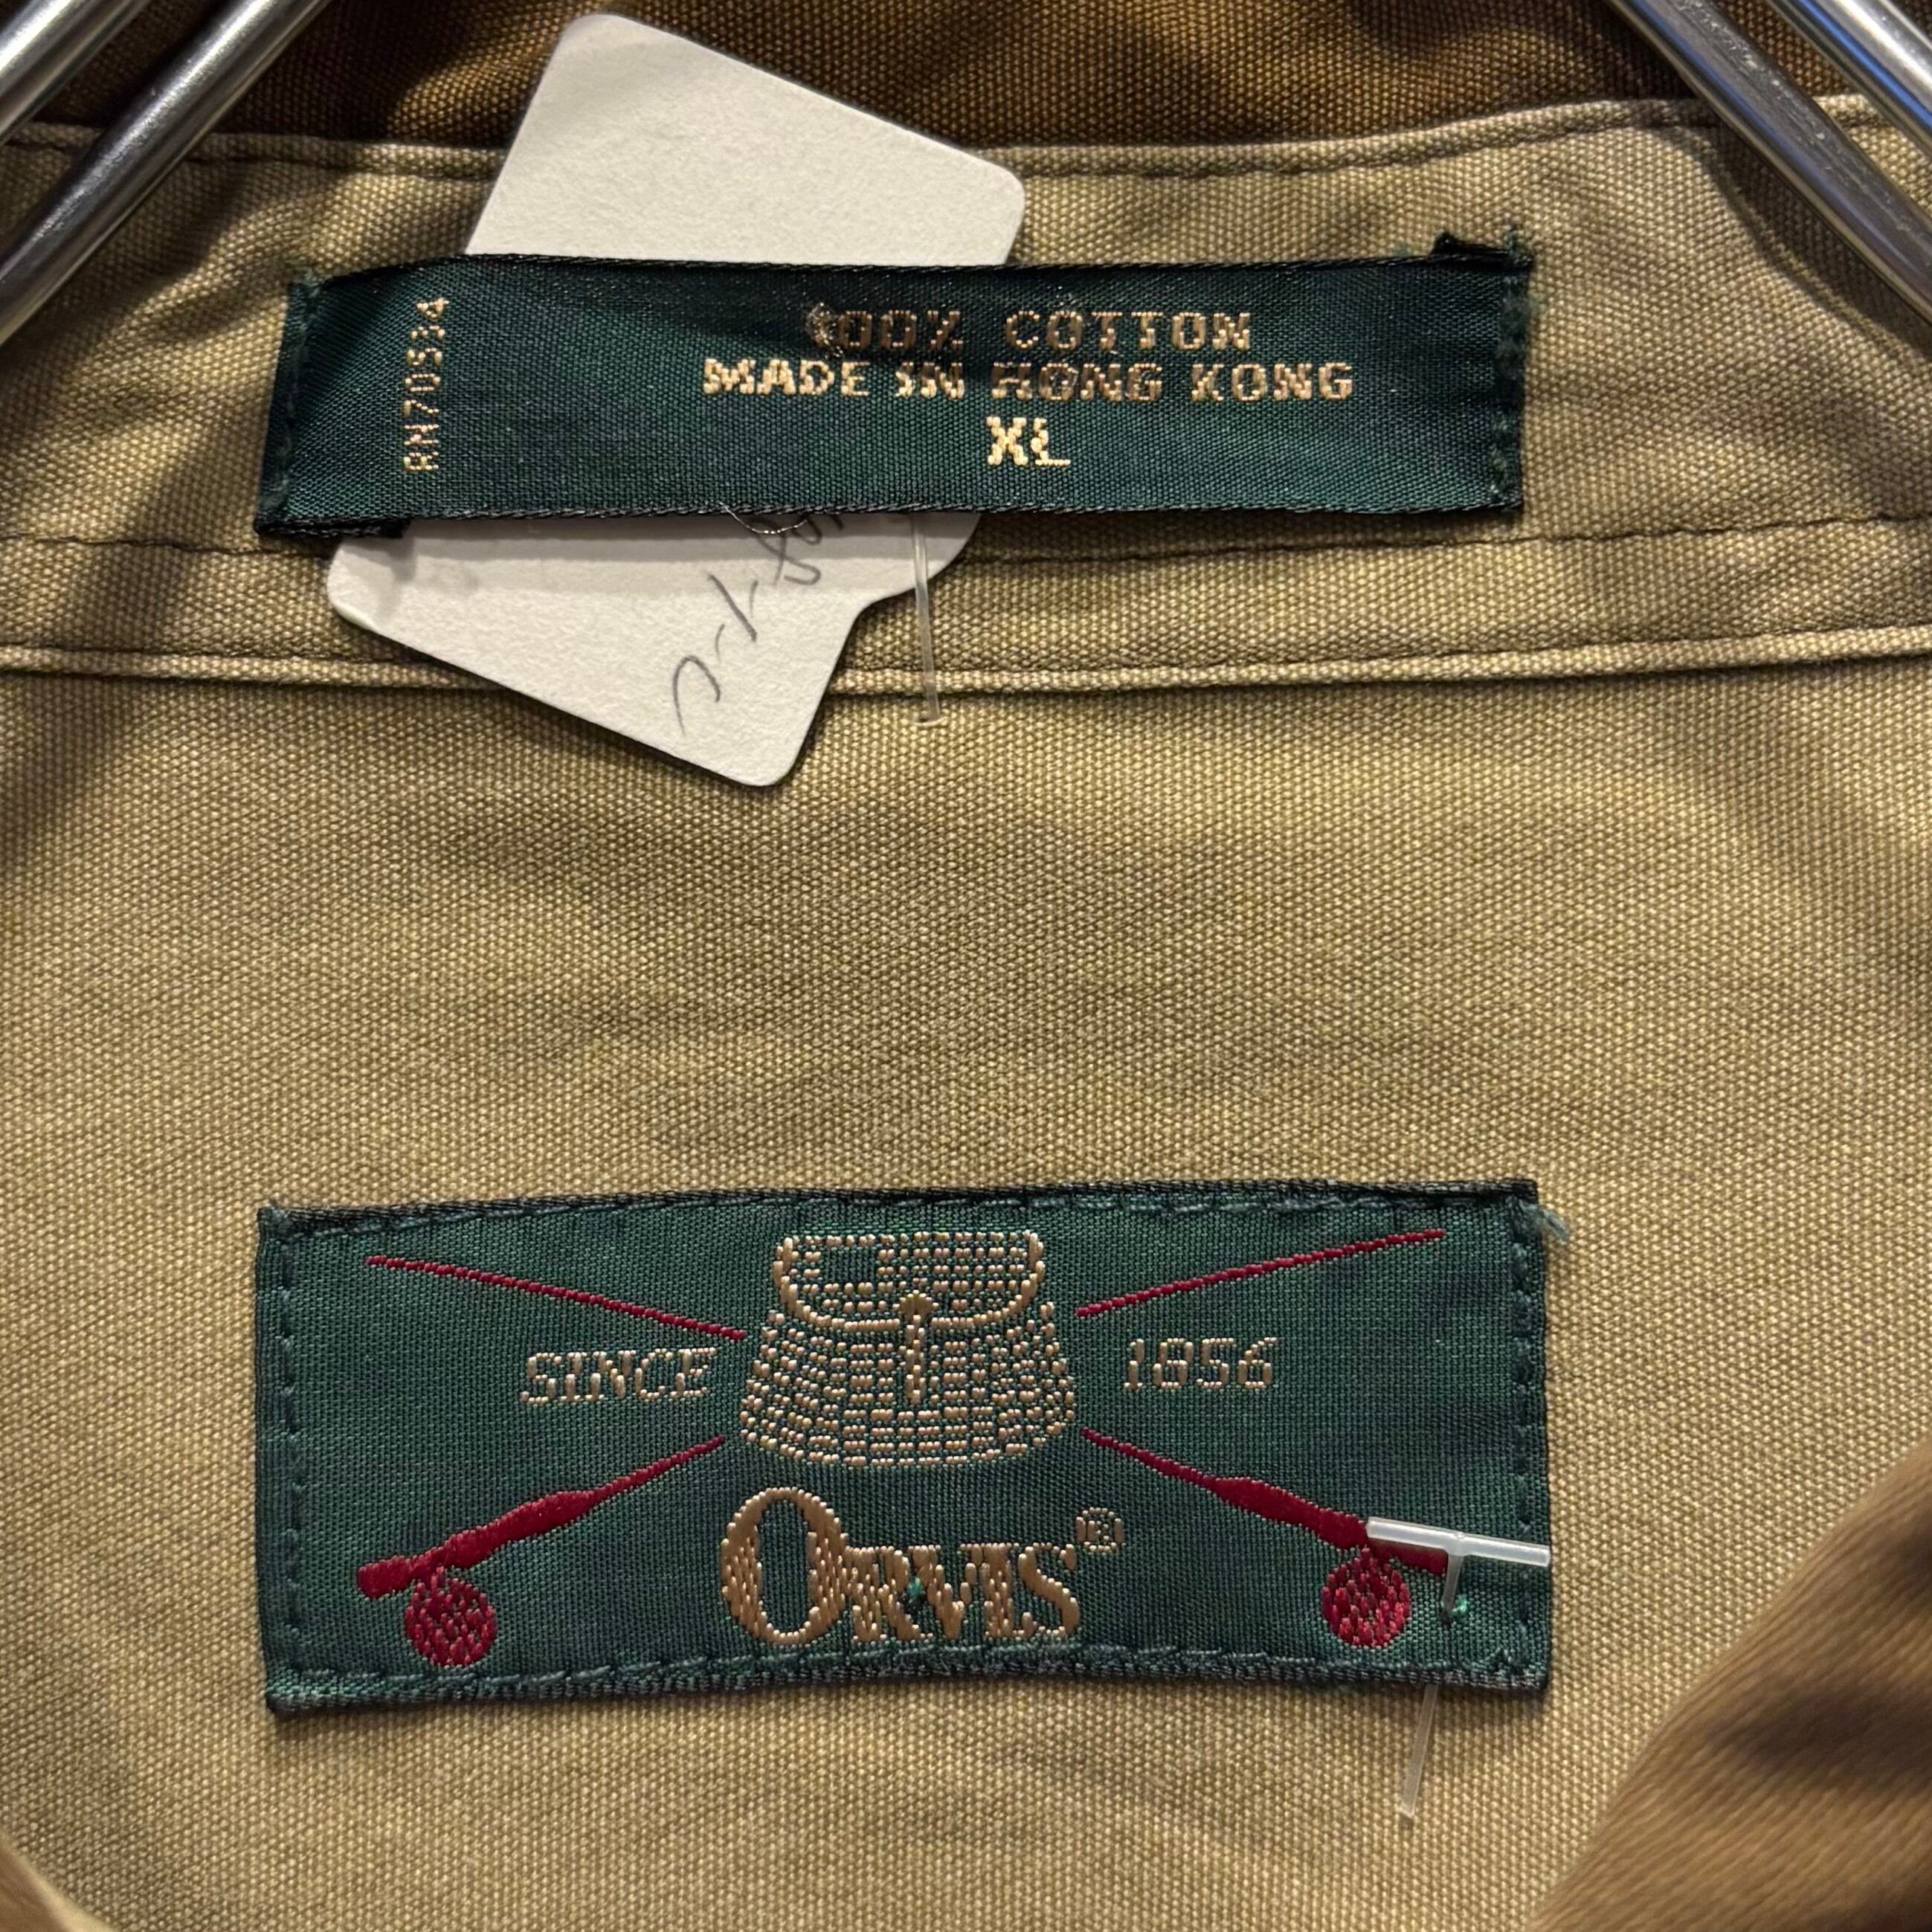 RN70534
100% COTTON
MADE IN HONG KONG
XL
SINCE 1856
ORVIS®